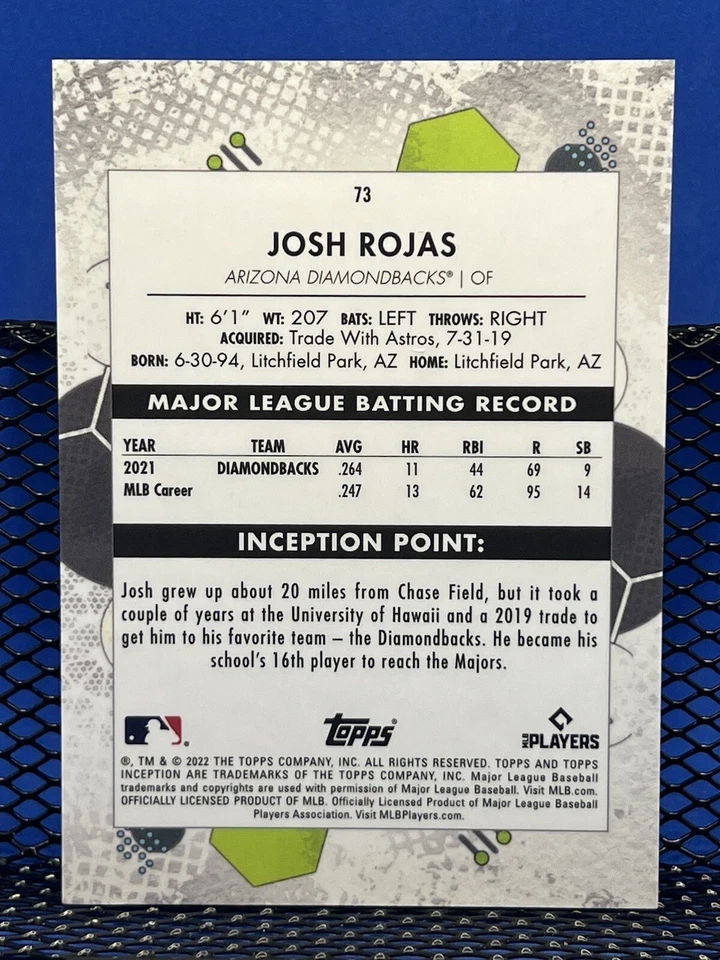 73
JOSH ROJAS
ARIZONA DIAMONDBACKS® | OF
HT: 6'1" WT: 207 BATS: LEFT THROWS: RIGHT
ACQUIRED: Trade With Astros, 7-31-19
BORN: 6-30-94, Litchfield Park, AZ HOME: Litchfield Park, AZ
MAJOR LEAGUE BATTING RECORD
YEAR TEAM AVG HR RBI R SB
2021 DIAMONDBACKS .264 11 44 69 9
MLB Career .247 13 62 95 14
INCEPTION POINT:
Josh grew up about 20 miles from Chase Field, but it took a
couple of years at the University of Hawaii and a 2019 trade to
get him to his favorite team – the Diamondbacks. He became his
school's 16th player to reach the Majors.
® topps® MLB PLAYERS
®, TM & © 2022 THE TOPPS COMPANY, INC. ALL RIGHTS RESERVED. TOPPS AND TOPPS
INCEPTION ARE TRADEMARKS OF THE TOPPS COMPANY, INC. Major League Baseball
trademarks and copyrights are used with permission of Major League Baseball. Visit MLB.com.
OFFICIALLY LICENSED PRODUCT OF MLB. Officially Licensed Product of Major League Baseball
Players Association. Visit MLBPlayers.com.